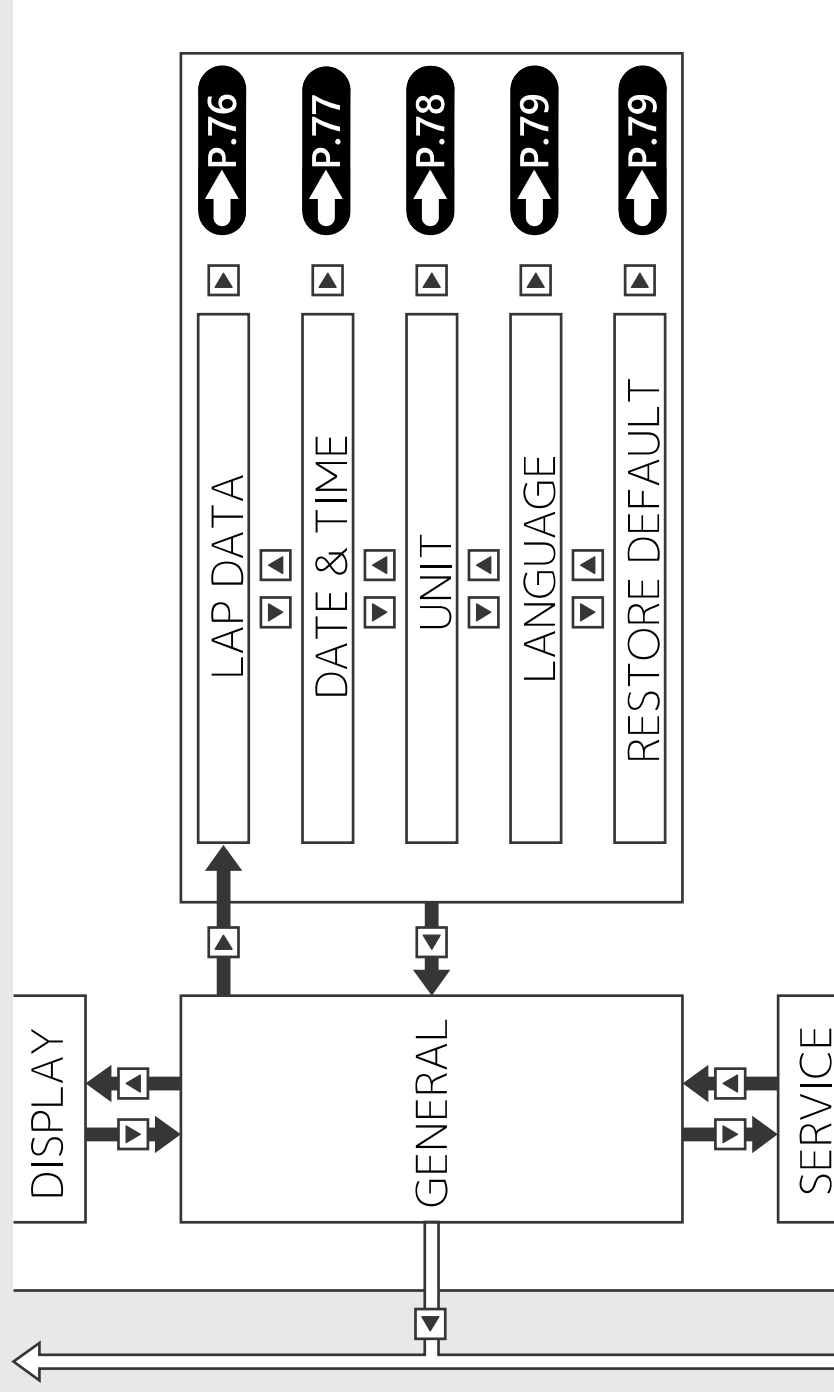 DISPLAY
GENERAL
SERVICE
LAP DATA
P.76
DATE & TIME
P.77
UNIT
P.78
LANGUAGE
P.79
RESTORE DEFAULT
P.79